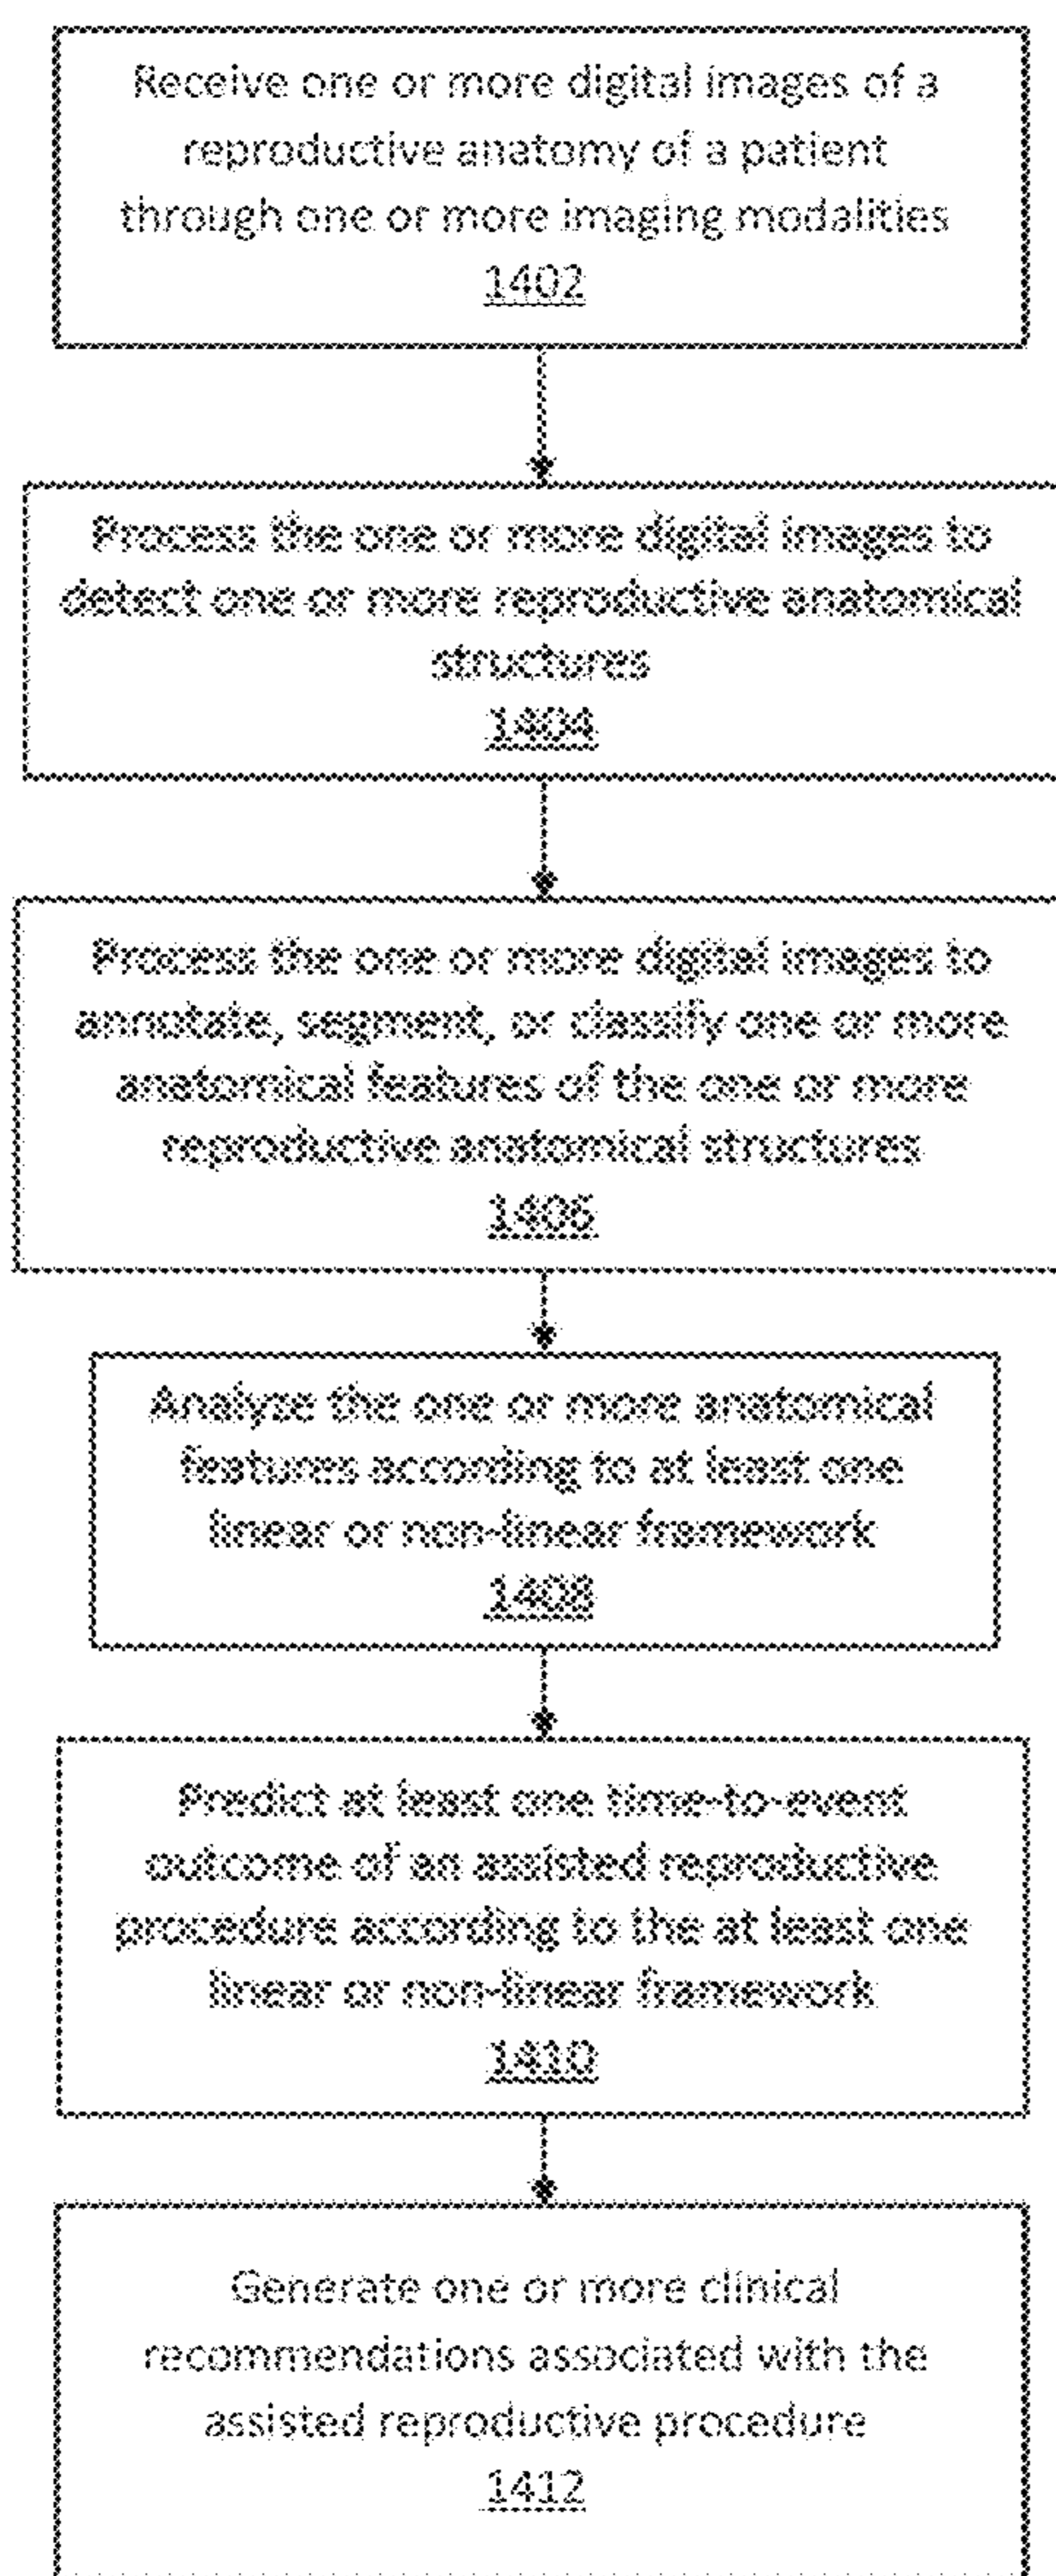 Receive one or more digital images of a
reproductive anatomy of a patient
through one or more imaging modalities
1402
Process the one or more digital images to
detect one or more reproductive anatomical
structures
1404
Process the one or more digital images to
annotate, segment, or classify one or more
anatomical features of the one or more
reproductive anatomical structures
1406
Analyze the one or more anatomical
features according to at least one
linear or non-linear framework
1408
Predict at least one time-to-event
outcome of an assisted reproductive
procedure according to the at least one
linear or non-linear framework
1410
Generate one or more clinical
recommendations associated with the
assisted reproductive procedure
1412